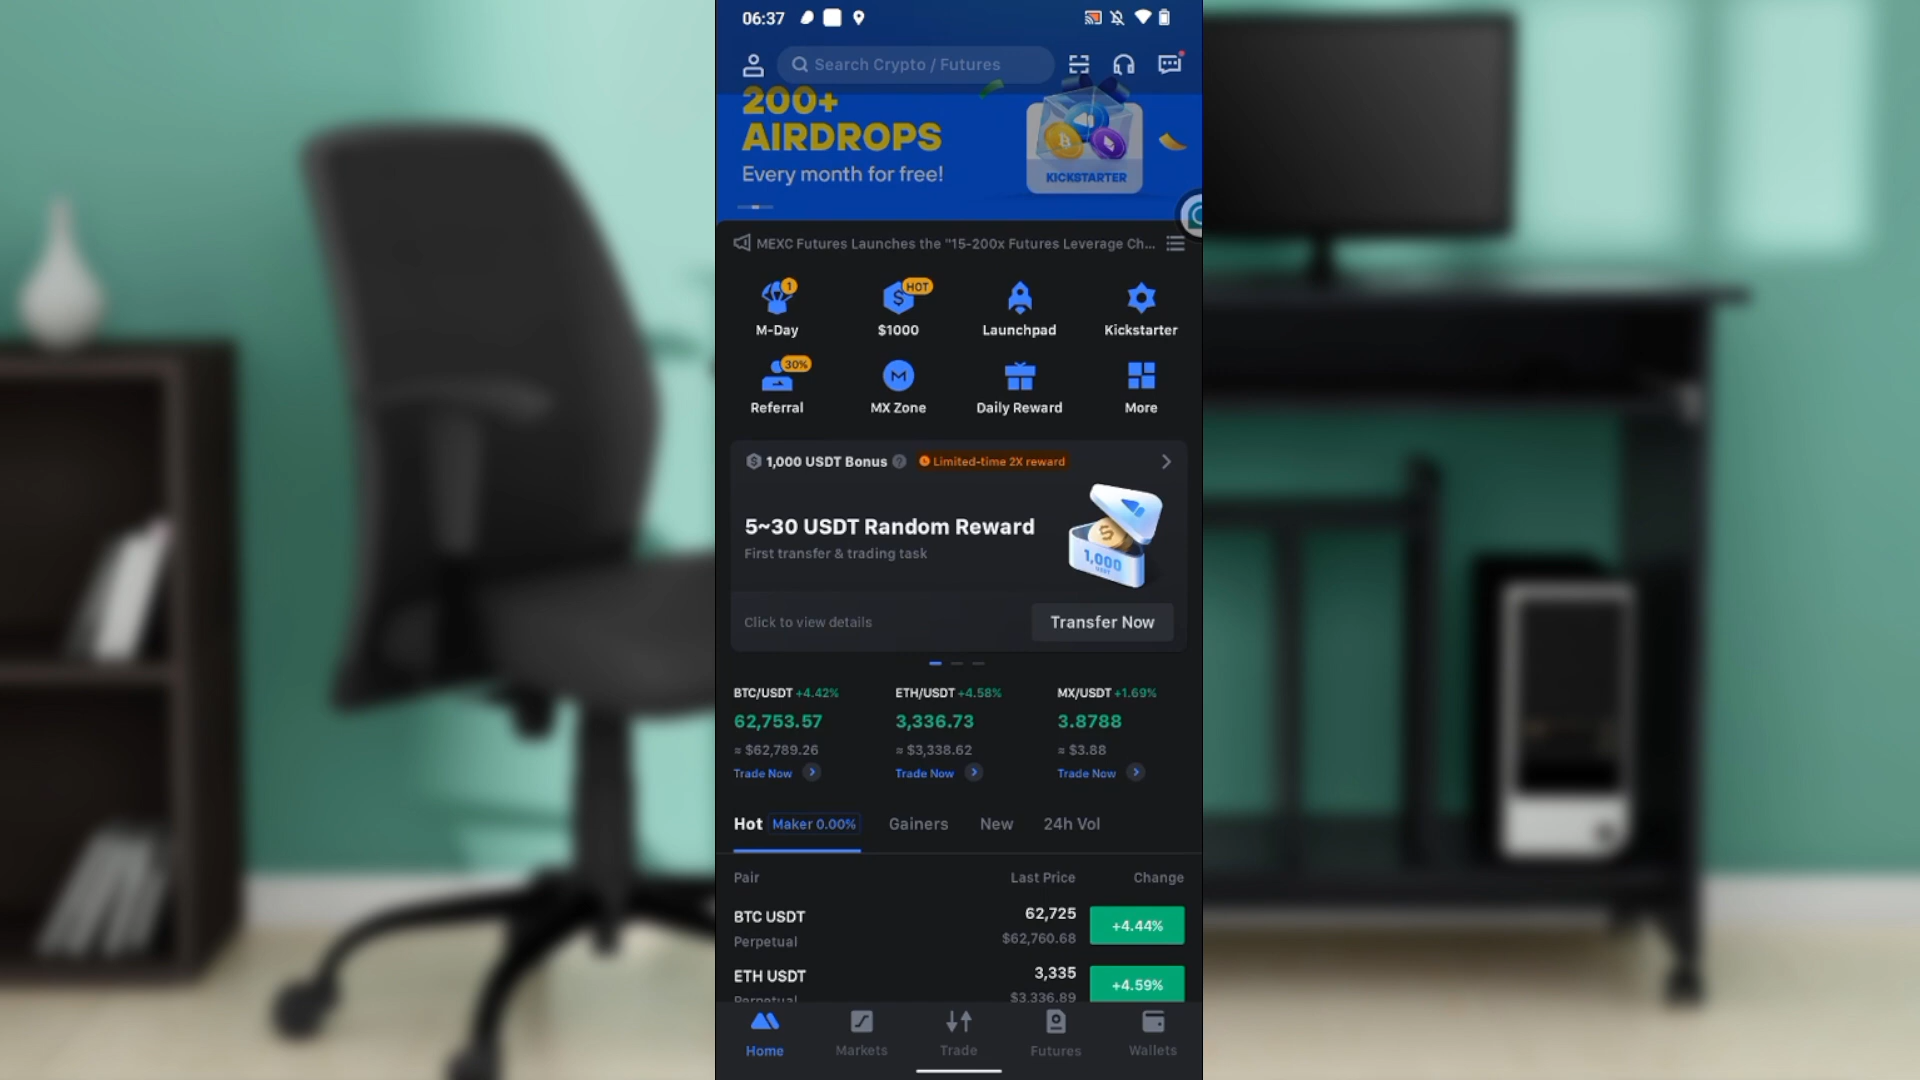 06:37
Search Crypto / Futures
200+
AIRDROPS
Every month for free!
KICKSTARTER
MEXC Futures Launches the "15-200x Futures Leverage Ch...
1
HOT
M-Day
$1000
Launchpad
Kickstarter
30%
Referral
MX Zone
Daily Reward
More
1,000 USDT Bonus
Limited-time 2X reward
5~30 USDT Random Reward
First transfer & trading task
1,000
Click to view details
Transfer Now
BTC/USDT +4.42%
ETH/USDT +4.58%
MX/USDT +1.69%
62,753.57
3,336.73
3.8788
≈ $62,789.26
≈ $3,338.62
≈ $3.88
Trade Now
Trade Now
Trade Now
Hot
Maker 0.00%
Gainers
New
24h Vol
Pair
Last Price
Change
BTC USDT
62,725
+4.44%
Perpetual
$62,760.68
ETH USDT
3,335
+4.59%
Perpetual
$3,336.89
Home
Markets
Trade
Futures
Wallets